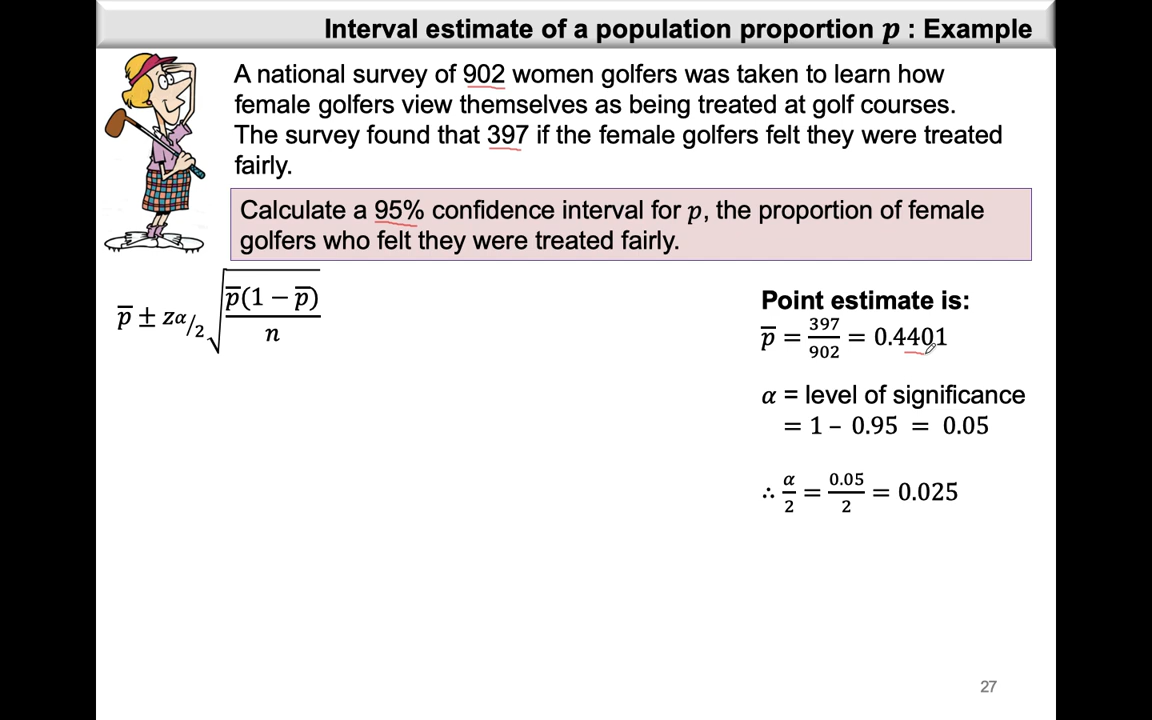 Interval estimate of a population proportion p : Example
A national survey of 902 women golfers was taken to learn how
female golfers view themselves as being treated at golf courses.
The survey found that 397 if the female golfers felt they were treated
fairly.
Calculate a 95% confidence interval for p, the proportion of female
golfers who felt they were treated fairly.
p̅ ± zα/2 √(p̅(1 − p̅)/n)
Point estimate is:
p̅ = 397/902 = 0.4401
α = level of significance
= 1 – 0.95 = 0.05
∴ α/2 = 0.05/2 = 0.025
27